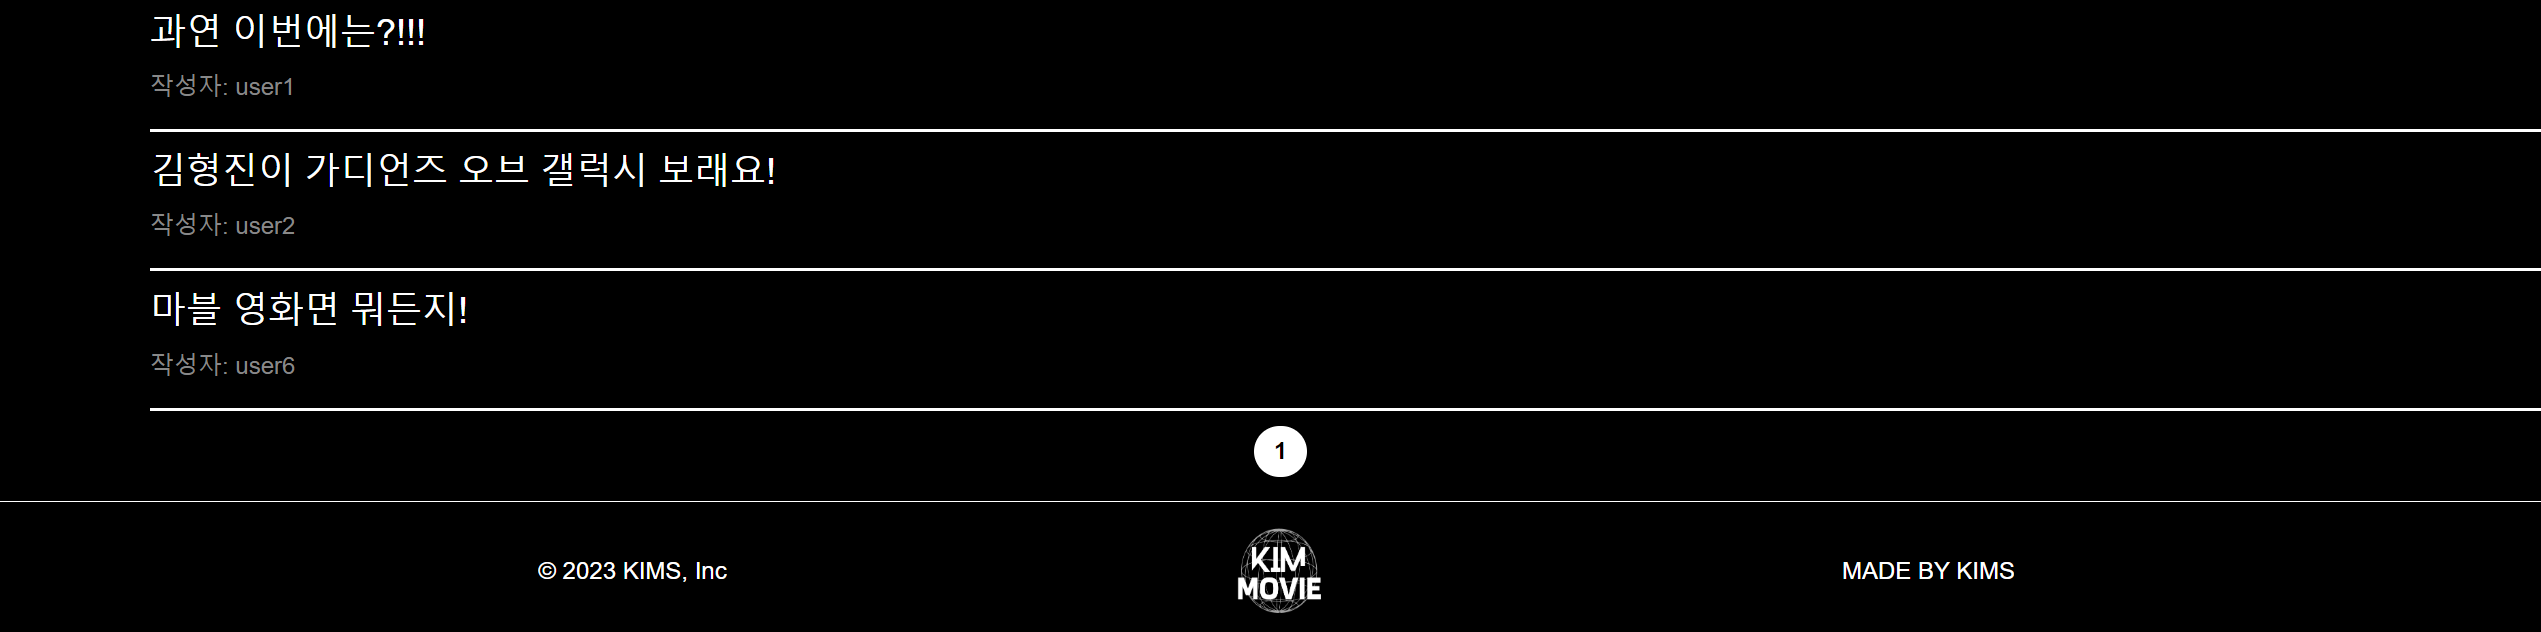 과연 이번에는?!!!
작성자: user1
김형진이 가디언즈 오브 갤럭시 보래요!
작성자: user2
마블 영화면 뭐든지!
작성자: user6
1
© 2023 KIMS, Inc
KIM
MOVIE
MADE BY KIMS